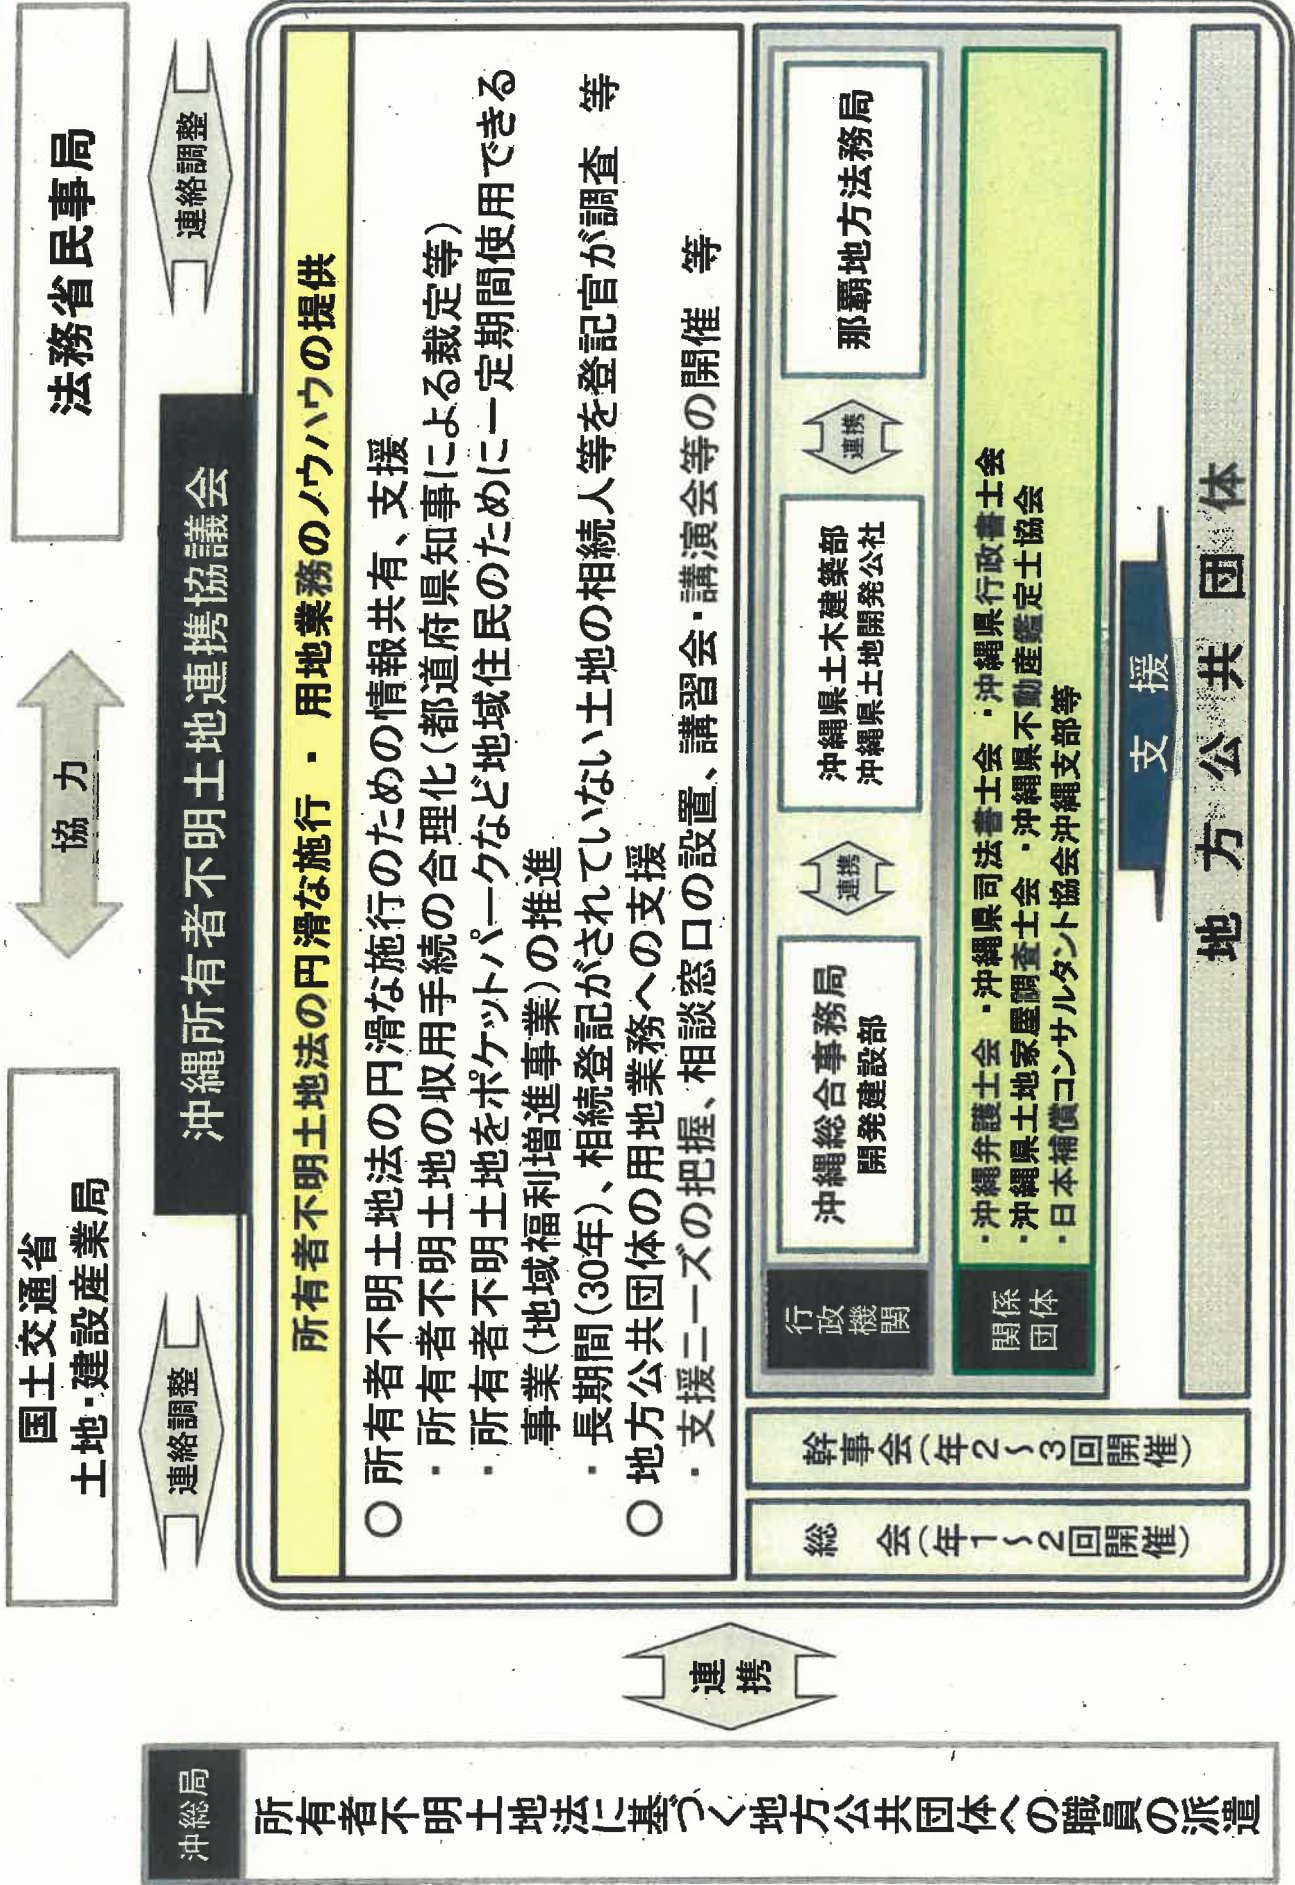 国土交通省
土地・建設産業局
協 力
法務省民事局
連絡調整
連絡調整
沖縄所有者不明土地連携協議会
所有者不明土地法の円滑な施行 ・ 用地業務のノウハウの提供
○ 所有者不明土地法の円滑な施行のための情報共有、支援
・ 所有者不明土地の収用手続の合理化(都道府県知事による裁定等)
・ 所有者不明土地をポケットパークなど地域住民のために一定期間使用できる
事業(地域福利増進事業)の推進
・ 長期間(30年)、相続登記がされていない土地の相続人等を登記官が調査 等
○ 地方公共団体の用地業務への支援
・ 支援ニーズの把握、相談窓口の設置、講習会・講演会等の開催 等
総 会(年1~2回開催)
幹事会(年2~3回開催)
行政機関
沖縄総合事務局
開発建設部
連携
沖縄県土木建築部
沖縄県土地開発公社
連携
那覇地方法務局
関係
団体
・沖縄弁護士会 ・沖縄県司法書士会 ・沖縄県行政書士会
・沖縄県土地家屋調査士会 ・沖縄県不動産鑑定士協会
・日本補償コンサルタント協会沖縄支部等
支 援
地 方 公 共 団 体
連携
沖総局
所有者不明土地法に基づく地方公共団体への職員の派遣